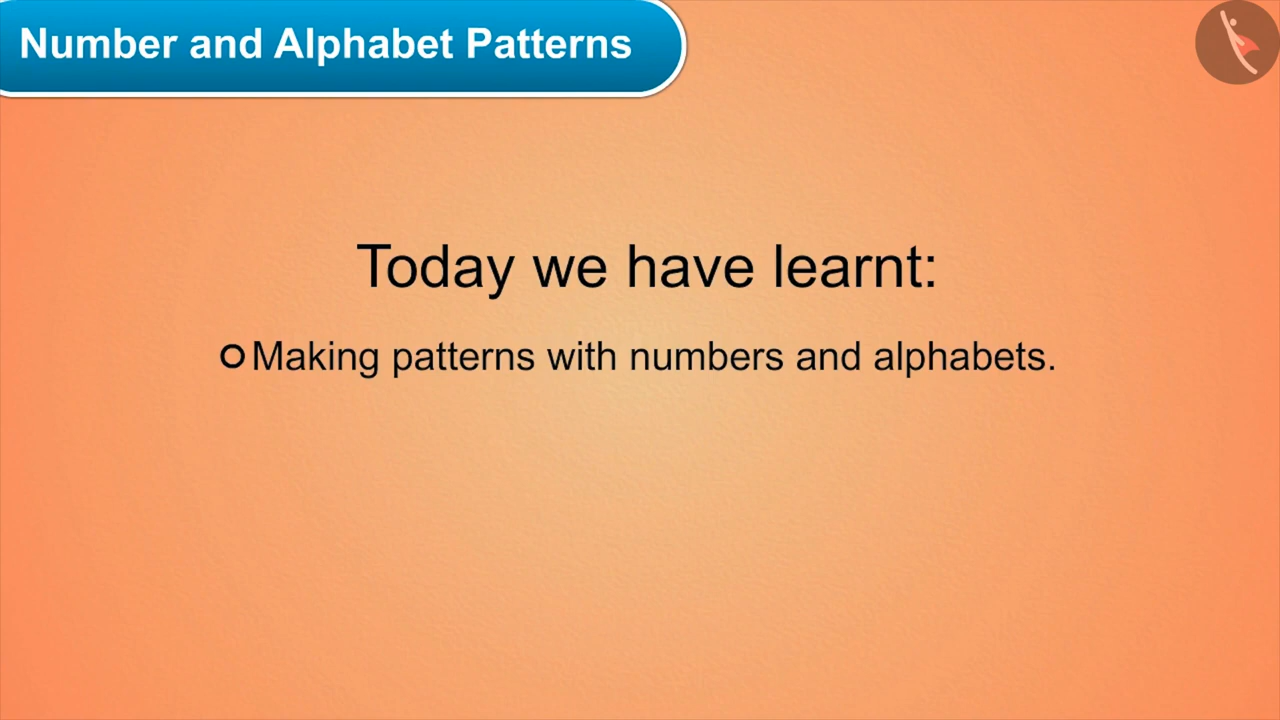 Number and Alphabet Patterns
Today we have learnt:
Making patterns with numbers and alphabets.